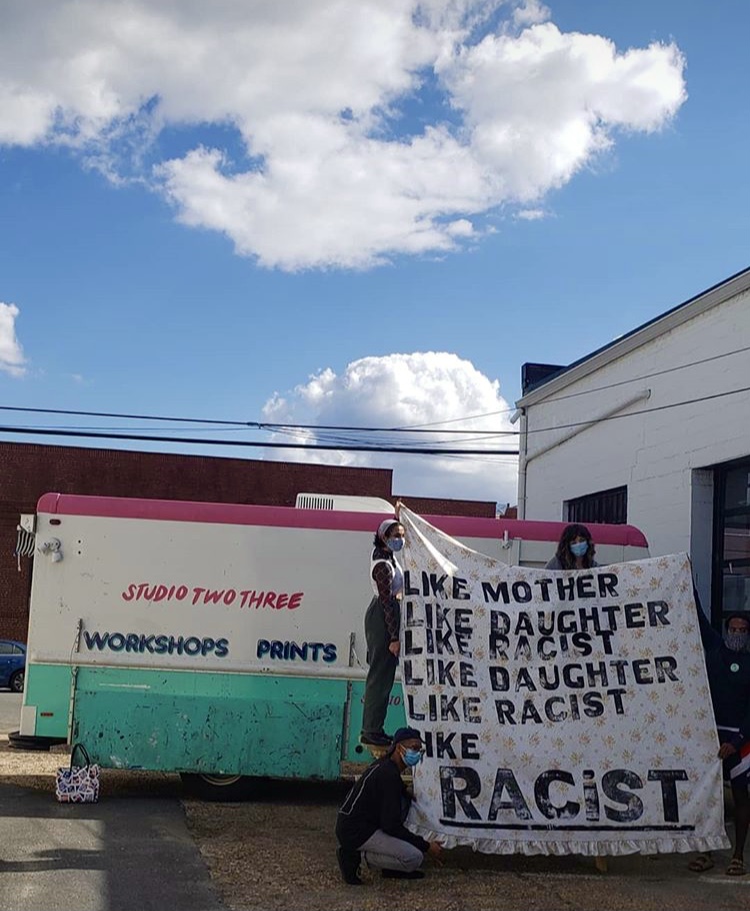 STUDIO TWO THREE
WORKSHOPS PRINTS
LIKE MOTHER
LIKE DAUGHTER
LIKE RACIST
LIKE DAUGHTER
LIKE RACIST
LIKE
RACiST